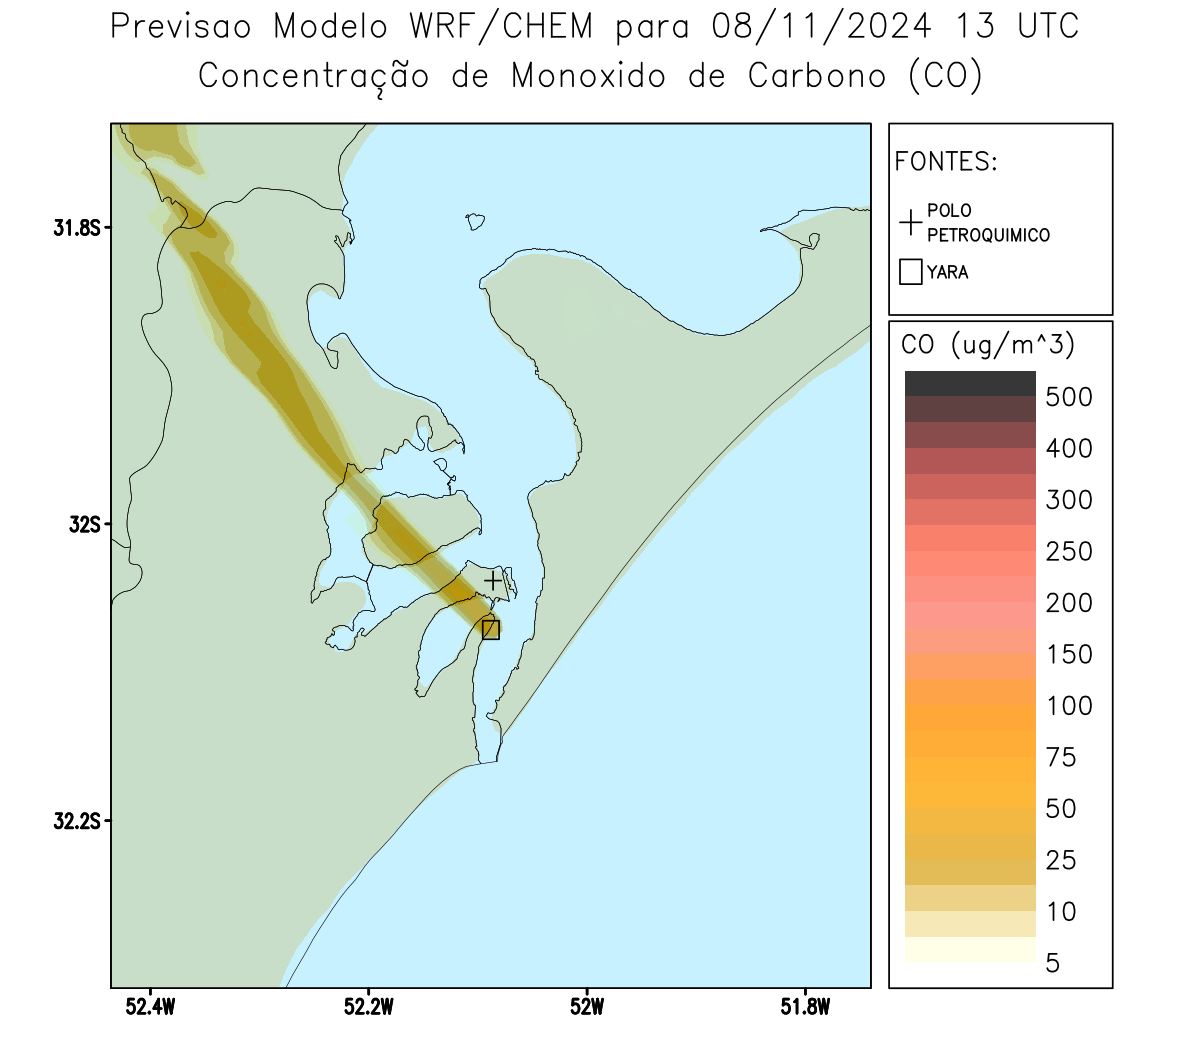 Previsao Modelo WRF/CHEM para 08/11/2024 13 UTC
Concentração de Monoxido de Carbono (CO)
FONTES:
POLO
PETROQUIMICO
YARA
CO (ug/m^3)
500
400
300
250
200
150
100
75
50
25
10
5
31.8S
32S
32.2S
52.4W
52.2W
52W
51.8W